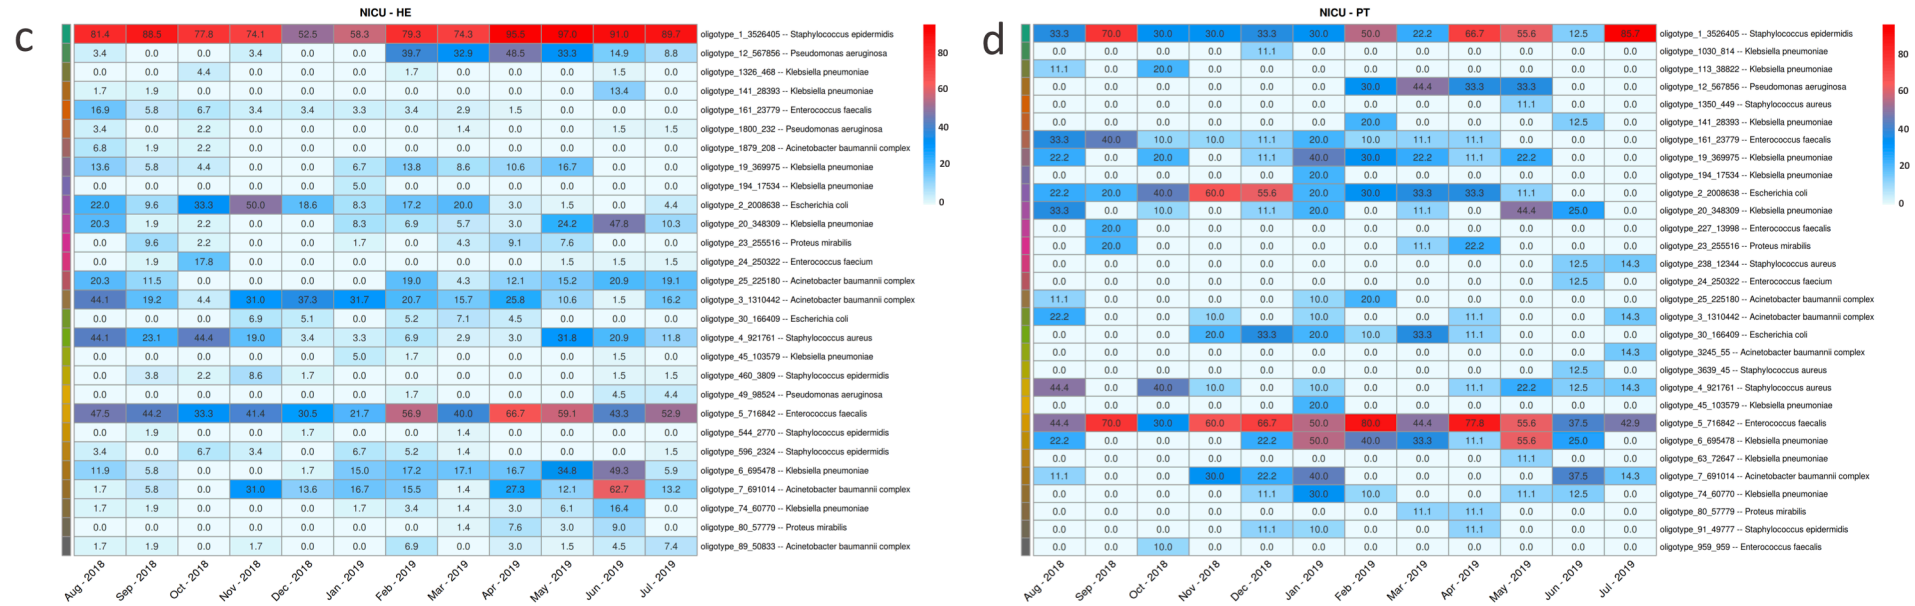 c
NICU - HE
81.4 88.5 77.8 74.1 52.5 58.3 79.3 74.3 95.5 97.0 91.0 89.7 oligotype_1_3526405 -- Staphylococcus epidermidis
3.4 0.0 0.0 3.4 0.0 0.0 39.7 32.9 48.5 33.3 14.9 8.8 oligotype_12_567856 -- Pseudomonas aeruginosa
0.0 0.0 4.4 0.0 0.0 0.0 1.7 0.0 0.0 0.0 1.5 0.0 oligotype_1326_468 -- Klebsiella pneumoniae
1.7 1.9 0.0 0.0 0.0 0.0 0.0 0.0 0.0 0.0 13.4 0.0 oligotype_141_28393 -- Klebsiella pneumoniae
16.9 5.8 6.7 3.4 3.4 3.3 3.4 2.9 1.5 0.0 0.0 0.0 oligotype_161_23779 -- Enterococcus faecalis
3.4 0.0 2.2 0.0 0.0 0.0 0.0 1.4 0.0 0.0 1.5 1.5 oligotype_1800_232 -- Pseudomonas aeruginosa
6.8 1.9 2.2 0.0 0.0 0.0 0.0 0.0 0.0 0.0 0.0 0.0 oligotype_1879_208 -- Acinetobacter baumannii complex
13.6 5.8 4.4 0.0 0.0 6.7 13.8 8.6 10.6 16.7 0.0 0.0 oligotype_19_369975 -- Klebsiella pneumoniae
0.0 0.0 0.0 0.0 0.0 5.0 0.0 0.0 0.0 0.0 0.0 0.0 oligotype_194_17534 -- Klebsiella pneumoniae
22.0 9.6 33.3 50.0 18.6 8.3 17.2 20.0 3.0 1.5 0.0 4.4 oligotype_2_2008638 -- Escherichia coli
20.3 1.9 2.2 0.0 0.0 8.3 6.9 5.7 3.0 24.2 47.8 10.3 oligotype_20_348309 -- Klebsiella pneumoniae
0.0 9.6 2.2 0.0 0.0 1.7 0.0 4.3 9.1 7.6 0.0 0.0 oligotype_23_255516 -- Proteus mirabilis
0.0 1.9 17.8 0.0 0.0 0.0 0.0 0.0 0.0 1.5 1.5 1.5 oligotype_24_250322 -- Enterococcus faecium
20.3 11.5 0.0 0.0 0.0 0.0 19.0 4.3 12.1 15.2 20.9 19.1 oligotype_25_225180 -- Acinetobacter baumannii complex
44.1 19.2 4.4 31.0 37.3 31.7 20.7 15.7 25.8 10.6 1.5 16.2 oligotype_3_1310442 -- Acinetobacter baumannii complex
0.0 0.0 0.0 6.9 5.1 0.0 5.2 7.1 4.5 0.0 0.0 0.0 oligotype_30_166409 -- Escherichia coli
44.1 23.1 44.4 19.0 3.4 3.3 6.9 2.9 3.0 31.8 20.9 11.8 oligotype_4_921761 -- Staphylococcus aureus
0.0 0.0 0.0 0.0 0.0 5.0 1.7 0.0 0.0 0.0 1.5 0.0 oligotype_45_103579 -- Klebsiella pneumoniae
0.0 3.8 2.2 8.6 1.7 0.0 0.0 0.0 0.0 0.0 1.5 1.5 oligotype_460_3809 -- Staphylococcus epidermidis
0.0 0.0 0.0 0.0 0.0 0.0 1.7 0.0 0.0 0.0 4.5 4.4 oligotype_49_98524 -- Pseudomonas aeruginosa
47.5 44.2 33.3 41.4 30.5 21.7 56.9 40.0 66.7 59.1 43.3 52.9 oligotype_5_716842 -- Enterococcus faecalis
0.0 1.9 0.0 0.0 1.7 0.0 0.0 1.4 0.0 0.0 0.0 0.0 oligotype_544_2770 -- Staphylococcus epidermidis
3.4 0.0 6.7 3.4 0.0 6.7 5.2 1.4 0.0 0.0 0.0 1.5 oligotype_596_2324 -- Staphylococcus epidermidis
11.9 5.8 0.0 0.0 1.7 15.0 17.2 17.1 16.7 34.8 49.3 5.9 oligotype_6_695478 -- Klebsiella pneumoniae
1.7 5.8 0.0 31.0 13.6 16.7 15.5 1.4 27.3 12.1 62.7 13.2 oligotype_7_691014 -- Acinetobacter baumannii complex
1.7 1.9 0.0 0.0 0.0 1.7 3.4 1.4 3.0 6.1 16.4 0.0 oligotype_74_60770 -- Klebsiella pneumoniae
0.0 0.0 0.0 0.0 0.0 0.0 0.0 1.4 7.6 3.0 9.0 0.0 oligotype_80_57779 -- Proteus mirabilis
1.7 1.9 0.0 1.7 0.0 0.0 6.9 0.0 3.0 1.5 4.5 7.4 oligotype_89_50833 -- Acinetobacter baumannii complex
Aug - 2018 Sep - 2018 Oct - 2018 Nov - 2018 Dec - 2018 Jan - 2019 Feb - 2019 Mar - 2019 Apr - 2019 May - 2019 Jun - 2019 Jul - 2019
80
60
40
20
0
d
NICU - PT
33.3 70.0 30.0 30.0 33.3 30.0 50.0 22.2 66.7 55.6 12.5 85.7 oligotype_1_3526405 -- Staphylococcus epidermidis
0.0 0.0 0.0 0.0 11.1 0.0 0.0 0.0 0.0 0.0 0.0 0.0 oligotype_1030_814 -- Klebsiella pneumoniae
11.1 0.0 20.0 0.0 0.0 0.0 0.0 0.0 0.0 0.0 0.0 0.0 oligotype_113_38822 -- Klebsiella pneumoniae
0.0 0.0 0.0 0.0 0.0 0.0 30.0 44.4 33.3 33.3 0.0 0.0 oligotype_12_567856 -- Pseudomonas aeruginosa
0.0 0.0 0.0 0.0 0.0 0.0 0.0 0.0 0.0 11.1 0.0 0.0 oligotype_1350_449 -- Staphylococcus aureus
0.0 0.0 0.0 0.0 0.0 0.0 20.0 0.0 0.0 0.0 12.5 0.0 oligotype_141_28393 -- Klebsiella pneumoniae
33.3 40.0 10.0 10.0 11.1 20.0 10.0 11.1 11.1 0.0 0.0 0.0 oligotype_161_23779 -- Enterococcus faecalis
22.2 0.0 20.0 0.0 11.1 40.0 30.0 22.2 11.1 22.2 0.0 0.0 oligotype_19_369975 -- Klebsiella pneumoniae
0.0 0.0 0.0 0.0 0.0 20.0 0.0 0.0 0.0 0.0 0.0 0.0 oligotype_194_17534 -- Klebsiella pneumoniae
22.2 20.0 40.0 60.0 55.6 20.0 30.0 33.3 33.3 11.1 0.0 0.0 oligotype_2_2008638 -- Escherichia coli
33.3 0.0 10.0 0.0 11.1 20.0 0.0 11.1 0.0 44.4 25.0 0.0 oligotype_20_348309 -- Klebsiella pneumoniae
0.0 20.0 0.0 0.0 0.0 0.0 0.0 0.0 0.0 0.0 0.0 0.0 oligotype_227_13998 -- Enterococcus faecalis
0.0 20.0 0.0 0.0 0.0 0.0 0.0 11.1 22.2 0.0 0.0 0.0 oligotype_23_255516 -- Proteus mirabilis
0.0 0.0 0.0 0.0 0.0 0.0 0.0 0.0 0.0 0.0 12.5 14.3 oligotype_238_12344 -- Staphylococcus aureus
0.0 0.0 0.0 0.0 0.0 0.0 0.0 0.0 0.0 0.0 12.5 0.0 oligotype_24_250322 -- Enterococcus faecium
11.1 0.0 0.0 0.0 0.0 10.0 20.0 0.0 0.0 0.0 0.0 0.0 oligotype_25_225180 -- Acinetobacter baumannii complex
22.2 0.0 0.0 10.0 0.0 10.0 0.0 0.0 11.1 0.0 0.0 14.3 oligotype_3_1310442 -- Acinetobacter baumannii complex
0.0 0.0 0.0 20.0 33.3 20.0 10.0 33.3 11.1 0.0 0.0 0.0 oligotype_30_166409 -- Escherichia coli
0.0 0.0 0.0 0.0 0.0 0.0 0.0 0.0 0.0 0.0 0.0 14.3 oligotype_3245_55 -- Acinetobacter baumannii complex
0.0 0.0 0.0 0.0 0.0 0.0 0.0 0.0 0.0 0.0 12.5 0.0 oligotype_3639_45 -- Staphylococcus aureus
44.4 0.0 40.0 10.0 0.0 10.0 0.0 0.0 11.1 22.2 12.5 14.3 oligotype_4_921761 -- Staphylococcus aureus
0.0 0.0 0.0 0.0 0.0 20.0 0.0 0.0 0.0 0.0 0.0 0.0 oligotype_45_103579 -- Klebsiella pneumoniae
44.4 70.0 30.0 60.0 66.7 50.0 80.0 44.4 77.8 55.6 37.5 42.9 oligotype_5_716842 -- Enterococcus faecalis
22.2 0.0 0.0 0.0 22.2 50.0 40.0 33.3 11.1 55.6 25.0 0.0 oligotype_6_695478 -- Klebsiella pneumoniae
0.0 0.0 0.0 0.0 0.0 0.0 0.0 0.0 0.0 11.1 0.0 0.0 oligotype_63_72647 -- Klebsiella pneumoniae
11.1 0.0 0.0 30.0 22.2 40.0 0.0 0.0 0.0 0.0 37.5 14.3 oligotype_7_691014 -- Acinetobacter baumannii complex
0.0 0.0 0.0 0.0 11.1 30.0 10.0 0.0 0.0 11.1 12.5 0.0 oligotype_74_60770 -- Klebsiella pneumoniae
0.0 0.0 0.0 0.0 0.0 0.0 0.0 11.1 11.1 0.0 0.0 0.0 oligotype_80_57779 -- Proteus mirabilis
0.0 0.0 0.0 0.0 11.1 10.0 0.0 0.0 11.1 0.0 0.0 0.0 oligotype_91_49777 -- Staphylococcus epidermidis
0.0 0.0 10.0 0.0 0.0 0.0 0.0 0.0 0.0 0.0 0.0 0.0 oligotype_959_959 -- Enterococcus faecalis
Aug - 2018 Sep - 2018 Oct - 2018 Nov - 2018 Dec - 2018 Jan - 2019 Feb - 2019 Mar - 2019 Apr - 2019 May - 2019 Jun - 2019 Jul - 2019
80
60
40
20
0